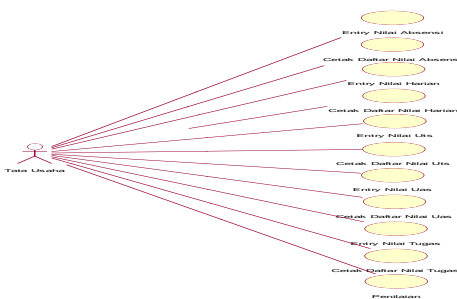 Entry Nilai Absensi
Cetak Daftar Nilai Absensi
Entry Nilai Harian
Cetak Daftar Nilai Harian
Entry Nilai Uts
Cetak Daftar Nilai Uts
Entry Nilai Uas
Cetak Daftar Nilai Uas
Entry Nilai Tugas
Cetak Daftar Nilai Tugas
Penilaian
Tata Usaha